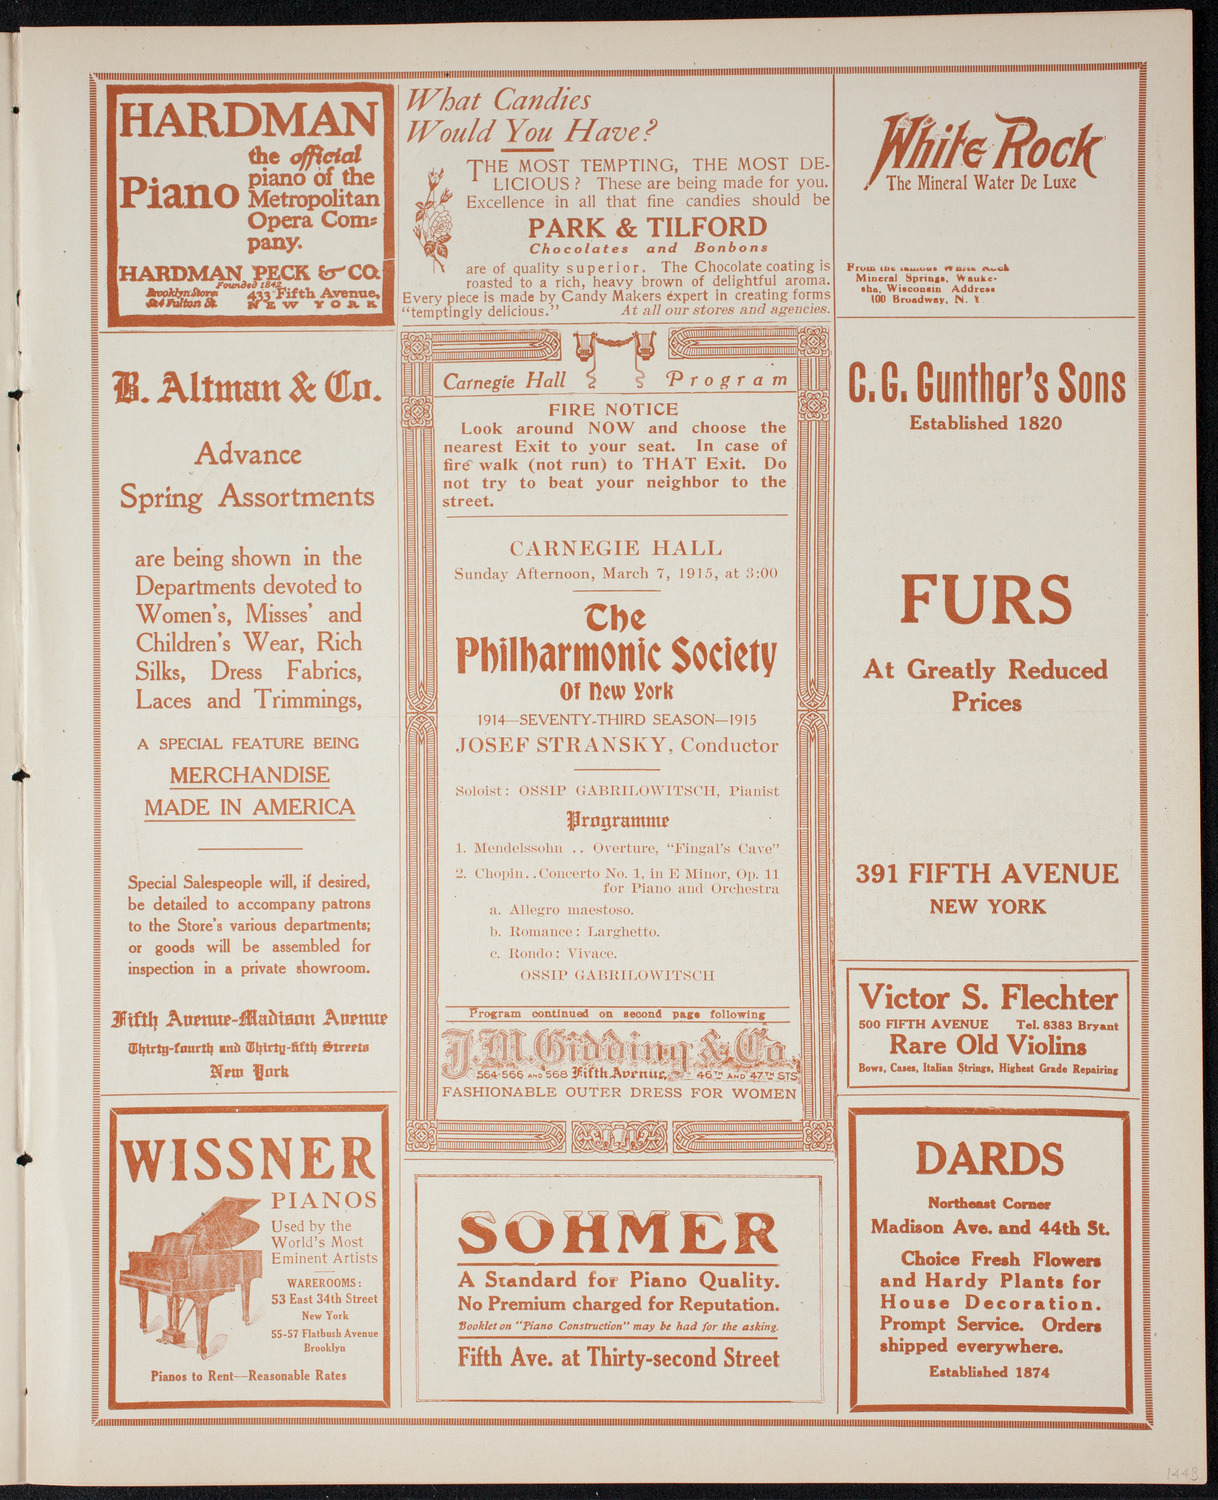 HARDMAN
Piano
the official
piano of the
Metropolitan
Opera Com=
pany.
HARDMAN, PECK & CO.
Founded 1842
Brooklyn Store
524 Fulton St.
433 Fifth Avenue,
NEW YORK
What Candies
Would You Have?
THE MOST TEMPTING, THE MOST DE-
LICIOUS? These are being made for you.
Excellence in all that fine candies should be
PARK & TILFORD
Chocolates and Bonbons
are of quality superior. The Chocolate coating is
roasted to a rich, heavy brown of delightful aroma.
Every piece is made by Candy Makers expert in creating forms
"temptingly delicious." At all our stores and agencies.
White Rock
The Mineral Water De Luxe
From the famous White Rock
Mineral Springs, Wauke-
sha, Wisconsin Address
100 Broadway, N. Y.
B. Altman & Co.
Advance
Spring Assortments
are being shown in the
Departments devoted to
Women's, Misses' and
Children's Wear, Rich
Silks, Dress Fabrics,
Laces and Trimmings,
A SPECIAL FEATURE BEING
MERCHANDISE
MADE IN AMERICA
Special Salespeople will, if desired,
be detailed to accompany patrons
to the Store's various departments;
or goods will be assembled for
inspection in a private showroom.
Fifth Avenue-Madison Avenue
Thirty-fourth and Thirty-fifth Streets
New York
Carnegie Hall Program
FIRE NOTICE
Look around NOW and choose the
nearest Exit to your seat. In case of
fire walk (not run) to THAT Exit. Do
not try to beat your neighbor to the
street.
CARNEGIE HALL
Sunday Afternoon, March 7, 1915, at 3:00
The
Philharmonic Society
Of New York
1914—SEVENTY-THIRD SEASON—1915
JOSEF STRANSKY, Conductor
Soloist: OSSIP GABRILOWITSCH, Pianist
Programme
1. Mendelssohn .. Overture, "Fingal's Cave"
2. Chopin..Concerto No. 1, in E Minor, Op. 11
for Piano and Orchestra
a. Allegro maestoso.
b. Romance: Larghetto.
c. Rondo: Vivace.
OSSIP GABRILOWITSCH
Program continued on second page following
J.M. Gidding & Co.
564-566 AND 568 Fifth Avenue, 46TH AND 47TH STS.
FASHIONABLE OUTER DRESS FOR WOMEN
C.G. Gunther's Sons
Established 1820
FURS
At Greatly Reduced
Prices
391 FIFTH AVENUE
NEW YORK
Victor S. Flechter
500 FIFTH AVENUE Tel. 8383 Bryant
Rare Old Violins
Bows, Cases, Italian Strings, Highest Grade Repairing
WISSNER
PIANOS
Used by the
World's Most
Eminent Artists
WAREROOMS:
53 East 34th Street
New York
55-57 Flatbush Avenue
Brooklyn
Pianos to Rent—Reasonable Rates
SOHMER
A Standard for Piano Quality.
No Premium charged for Reputation.
Booklet on "Piano Construction" may be had for the asking.
Fifth Ave. at Thirty-second Street
DARDS
Northeast Corner
Madison Ave. and 44th St.
Choice Fresh Flowers
and Hardy Plants for
House Decoration.
Prompt Service. Orders
shipped everywhere.
Established 1874
1448